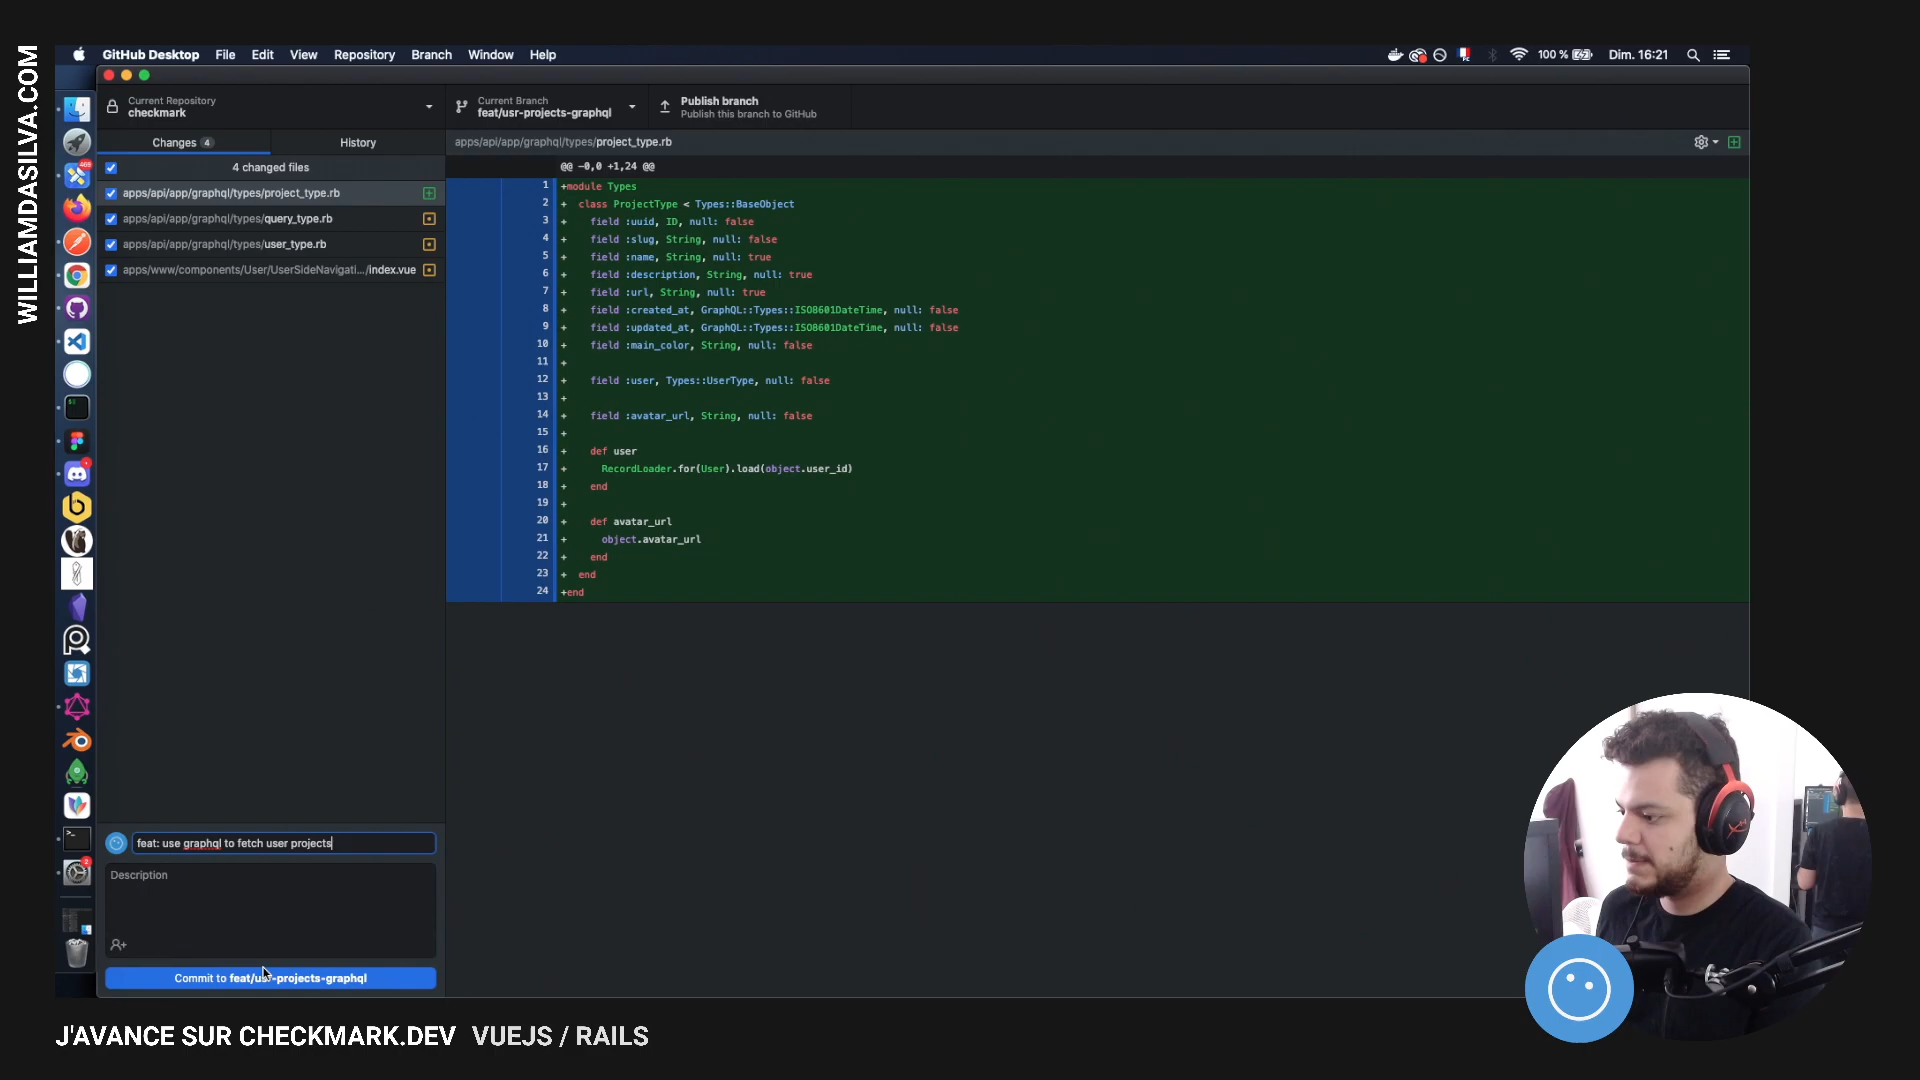 WILLIAMDASILVA.COM
GitHub Desktop File Edit View Repository Branch Window Help
100 % Dim. 16:21
Current Repository
checkmark
Current Branch
feat/usr-projects-graphql
Publish branch
Publish this branch to GitHub
Changes 4 History
apps/api/app/graphql/types/project_type.rb
4 changed files
apps/api/app/graphql/types/project_type.rb
apps/api/app/graphql/types/query_type.rb
apps/api/app/graphql/types/user_type.rb
apps/www/components/User/UserSideNavigati.../index.vue
@@ -0,0 +1,24 @@
1 +module Types
2 + class ProjectType < Types::BaseObject
3 + field :uuid, ID, null: false
4 + field :slug, String, null: false
5 + field :name, String, null: true
6 + field :description, String, null: true
7 + field :url, String, null: true
8 + field :created_at, GraphQL::Types::ISO8601DateTime, null: false
9 + field :updated_at, GraphQL::Types::ISO8601DateTime, null: false
10 + field :main_color, String, null: false
11 +
12 + field :user, Types::UserType, null: false
13 +
14 + field :avatar_url, String, null: false
15 +
16 + def user
17 + RecordLoader.for(User).load(object.user_id)
18 + end
19 +
20 + def avatar_url
21 + object.avatar_url
22 + end
23 + end
24 +end
feat: use graphql to fetch user projects
Description
Commit to feat/usr-projects-graphql
J'AVANCE SUR CHECKMARK.DEV VUEJS / RAILS